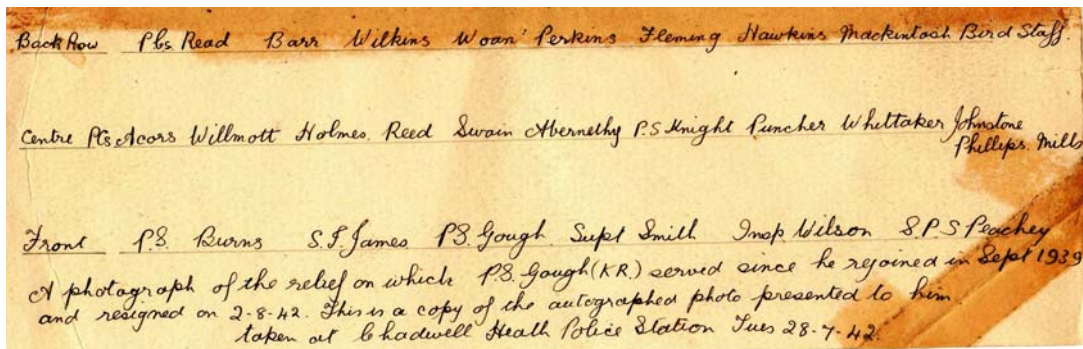 Back Row Pbs. Read Barr Wilkins Woan' Perkins Fleming Hawkins Mackintosh Bird Staff.
Centre Pbs Acors Willmott Holmes. Reed Swain Abernethy P.S Knight Puncher Whittaker Johnstone
Phillips. Mills
Front P.S. Burns S.I. James P.S. Gough. Supt Smith Insp Wilson S.P.S Peachey
A photograph of the relief on which P.S. Gough (K.R.) served since he rejoined in Sept 1939
and resigned on 2-8-42. This is a copy of the autographed photo presented to him.
taken at Chadwell Heath Police Station Tues 28-7-42.